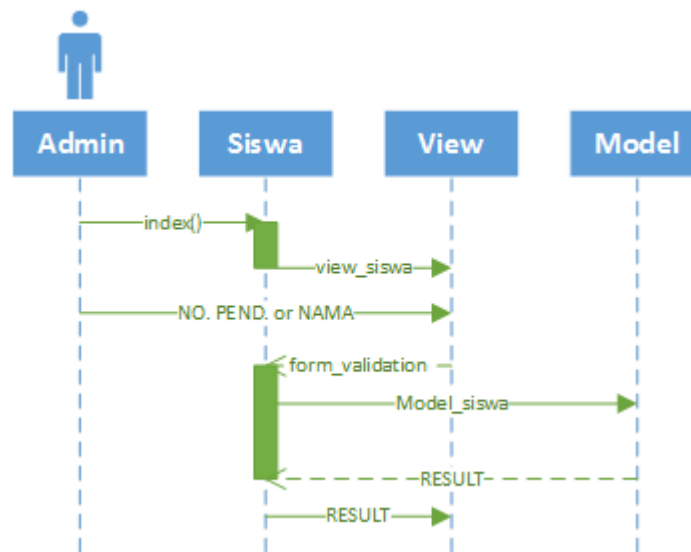 Admin
Siswa
View
Model
index()
view_siswa
NO. PEND. or NAMA
form_validation
Model_siswa
RESULT
RESULT